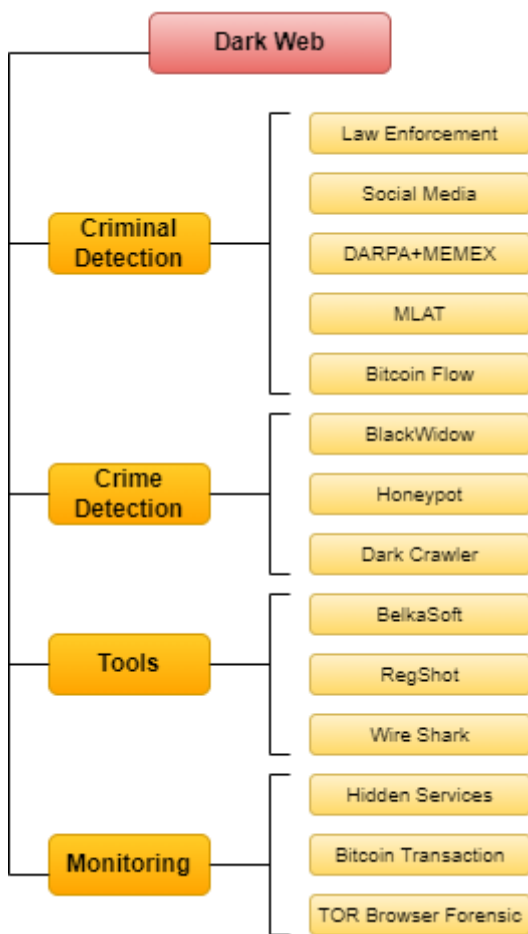 Dark Web
Criminal
Detection
Law Enforcement
Social Media
DARPA+MEMEX
MLAT
Bitcoin Flow
Crime
Detection
BlackWidow
Honeypot
Dark Crawler
Tools
BelkaSoft
RegShot
Wire Shark
Monitoring
Hidden Services
Bitcoin Transaction
TOR Browser Forensic